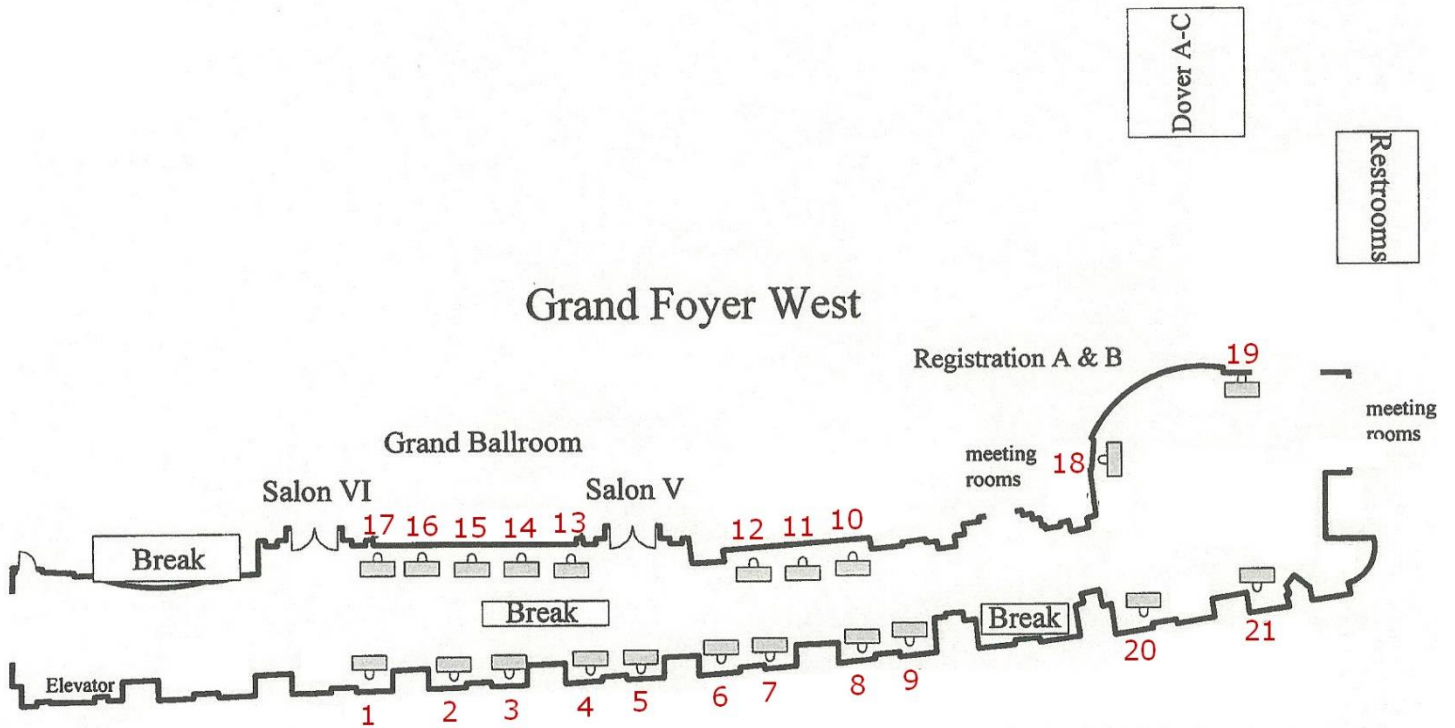 Dover A-C
Restrooms
Grand Foyer West
Registration A & B
19
meeting
rooms
Grand Ballroom
meeting
rooms
18
Salon VI
Salon V
17 16 15 14 13
12 11 10
Break
Break
Break
Elevator
1 2 3 4 5 6 7 8 9
20
21